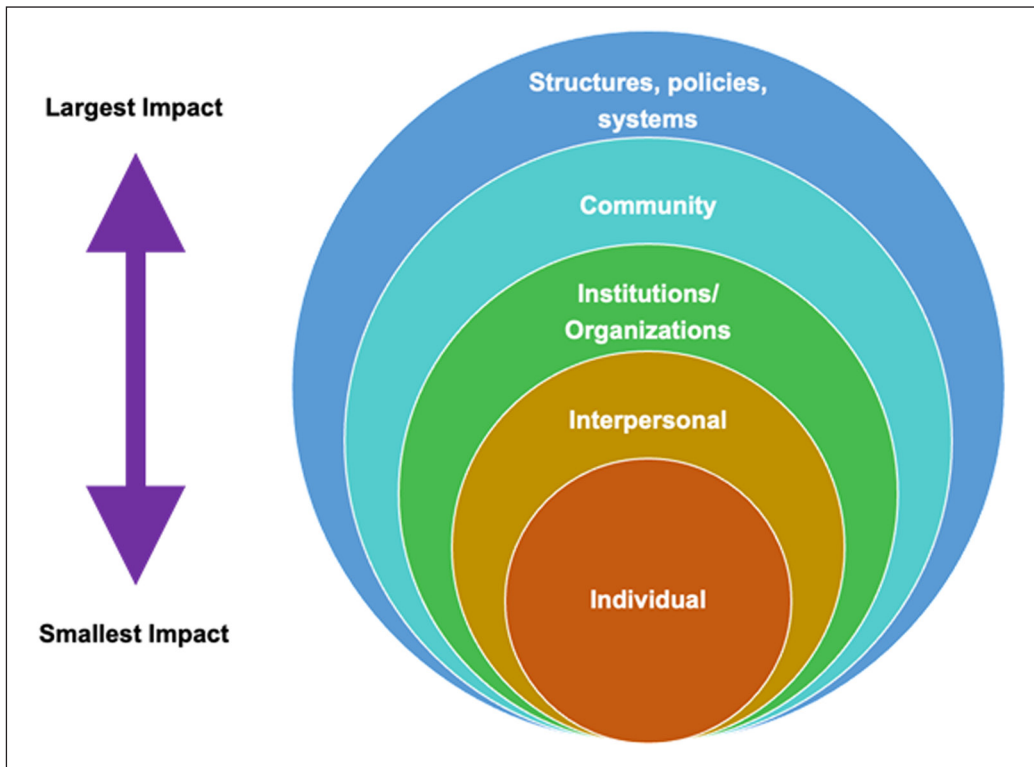 Largest Impact
Smallest Impact
Structures, policies,
systems
Community
Institutions/
Organizations
Interpersonal
Individual